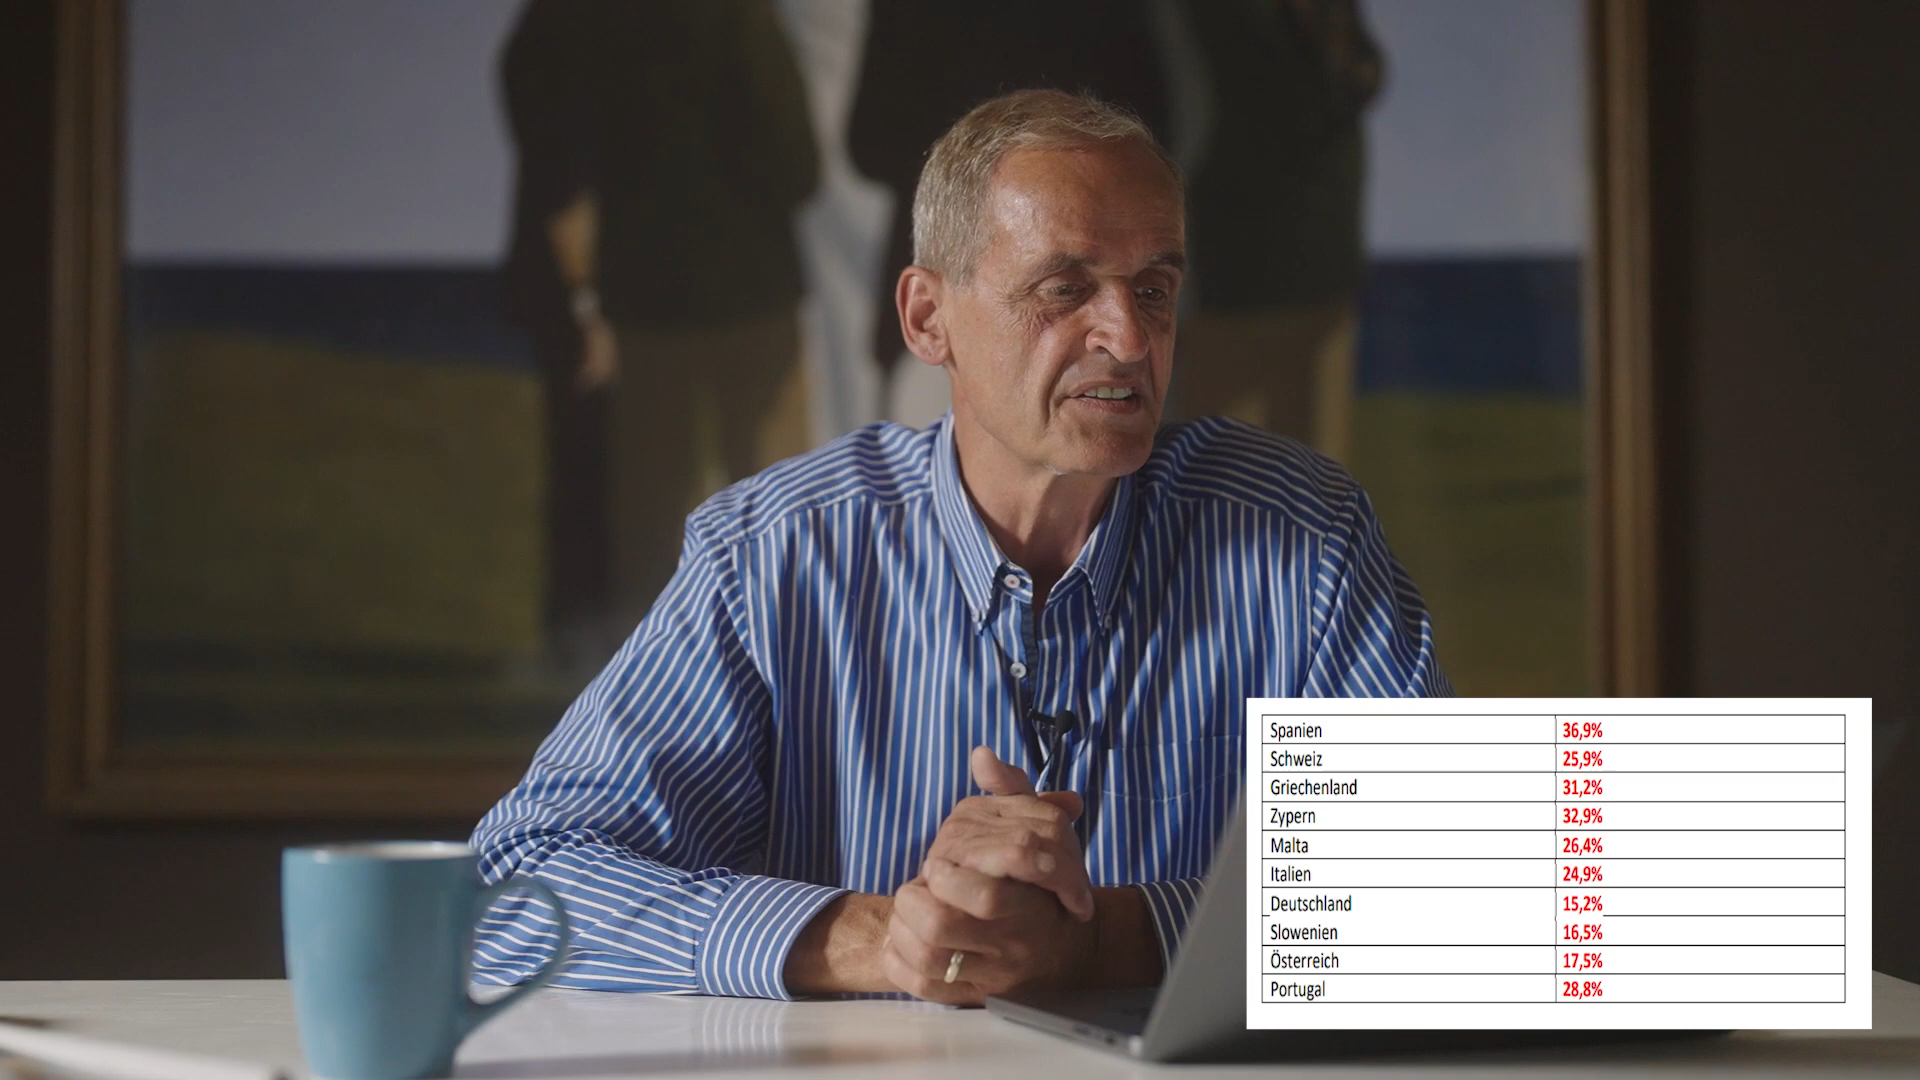 Spanien 36,9%
Schweiz 25,9%
Griechenland 31,2%
Zypern 32,9%
Malta 26,4%
Italien 24,9%
Deutschland 15,2%
Slowenien 16,5%
Österreich 17,5%
Portugal 28,8%